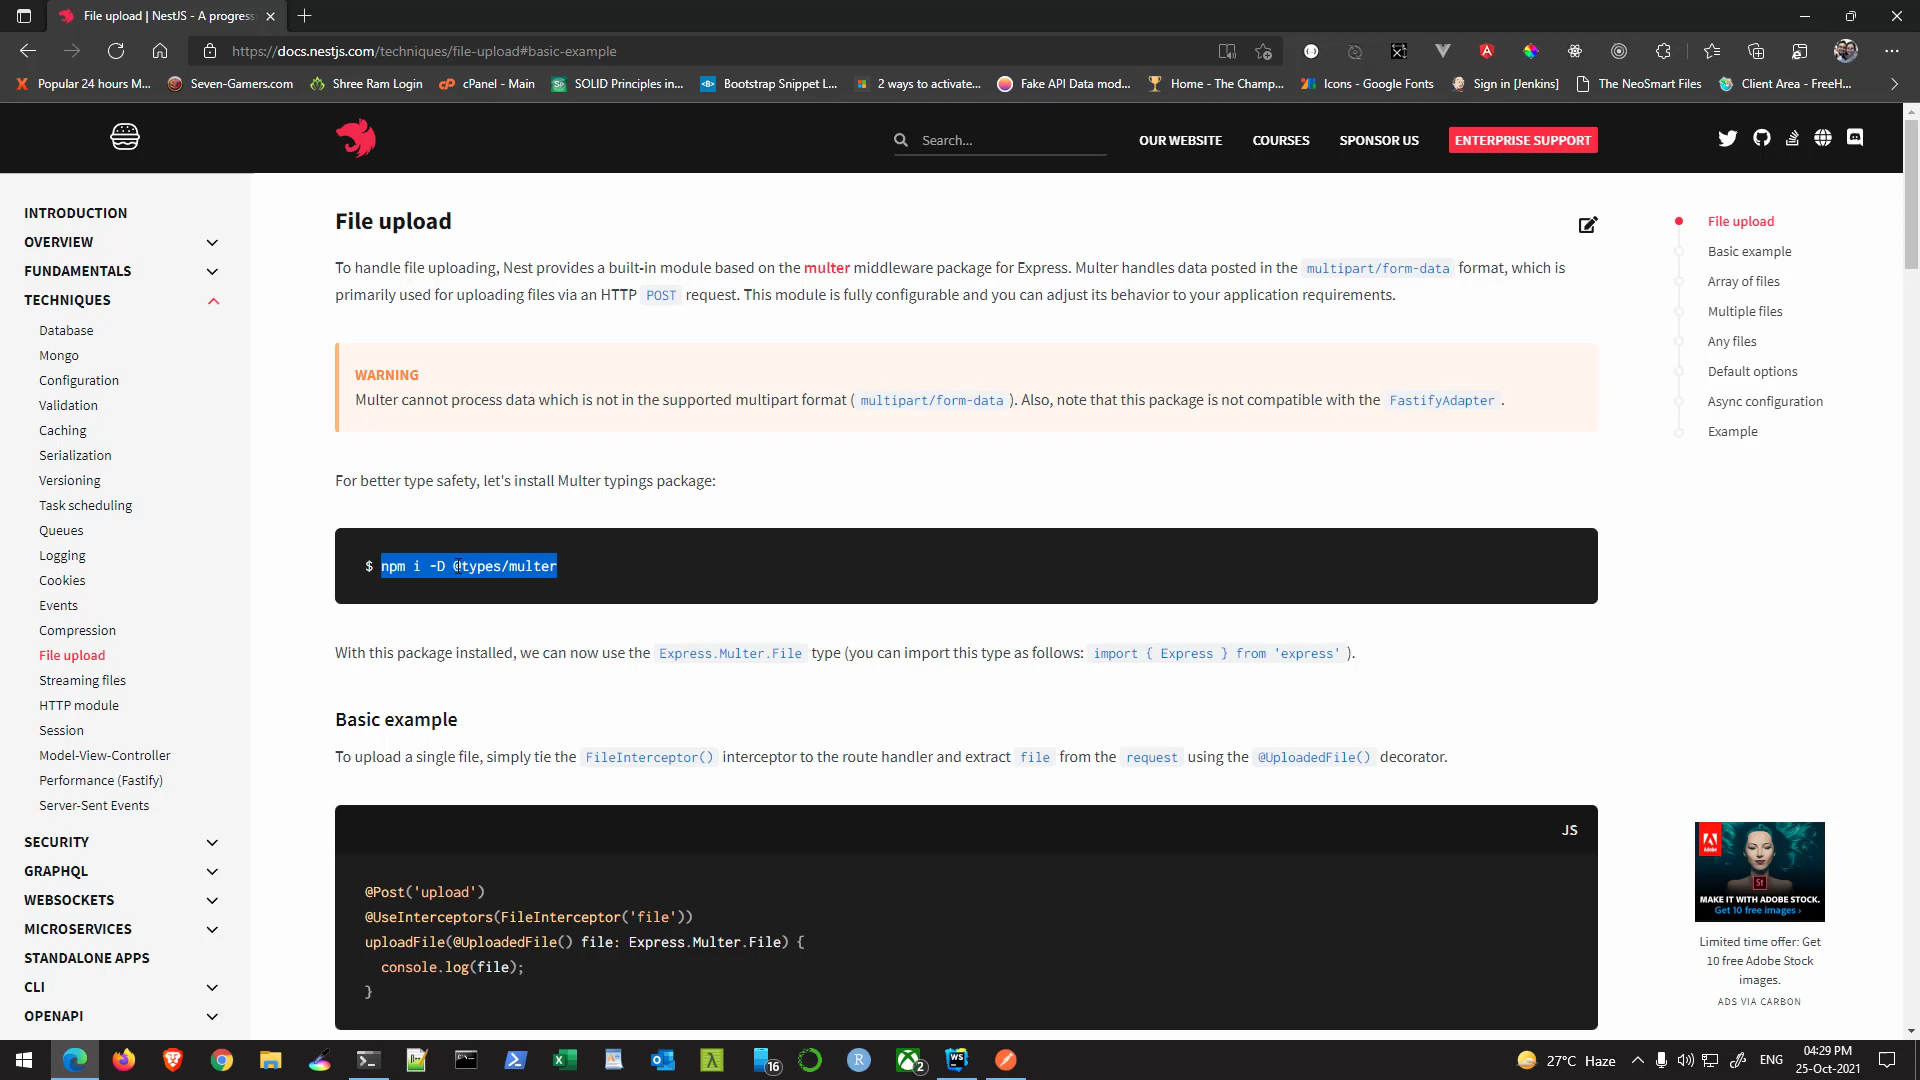 File upload | NestJS - A progress
https://docs.nestjs.com/techniques/file-upload#basic-example
Popular 24 hours M...
Seven-Gamers.com
Shree Ram Login
cPanel - Main
SOLID Principles in...
Bootstrap Snippet L...
2 ways to activate...
Fake API Data mod...
Home - The Champ...
Icons - Google Fonts
Sign in [Jenkins]
The NeoSmart Files
Client Area - FreeH...
Search...
OUR WEBSITE
COURSES
SPONSOR US
ENTERPRISE SUPPORT
INTRODUCTION
OVERVIEW
FUNDAMENTALS
TECHNIQUES
Database
Mongo
Configuration
Validation
Caching
Serialization
Versioning
Task scheduling
Queues
Logging
Cookies
Events
Compression
File upload
Streaming files
HTTP module
Session
Model-View-Controller
Performance (Fastify)
Server-Sent Events
SECURITY
GRAPHQL
WEBSOCKETS
MICROSERVICES
STANDALONE APPS
CLI
OPENAPI
File upload
To handle file uploading, Nest provides a built-in module based on the multer middleware package for Express. Multer handles data posted in the multipart/form-data format, which is
primarily used for uploading files via an HTTP POST request. This module is fully configurable and you can adjust its behavior to your application requirements.
WARNING
Multer cannot process data which is not in the supported multipart format ( multipart/form-data ). Also, note that this package is not compatible with the FastifyAdapter .
For better type safety, let's install Multer typings package:
$ npm i -D @types/multer
With this package installed, we can now use the Express.Multer.File type (you can import this type as follows: import { Express } from 'express' ).
Basic example
To upload a single file, simply tie the FileInterceptor() interceptor to the route handler and extract file from the request using the @UploadedFile() decorator.
JS
@Post('upload')
@UseInterceptors(FileInterceptor('file'))
uploadFile(@UploadedFile() file: Express.Multer.File) {
console.log(file);
}
File upload
Basic example
Array of files
Multiple files
Any files
Default options
Async configuration
Example
Adobe
St
MAKE IT WITH ADOBE STOCK.
Get 10 free images ›
Limited time offer: Get
10 free Adobe Stock
images.
ADS VIA CARBON
16
R
2
WS
27°C Haze
ENG
04:29 PM
25-Oct-2021